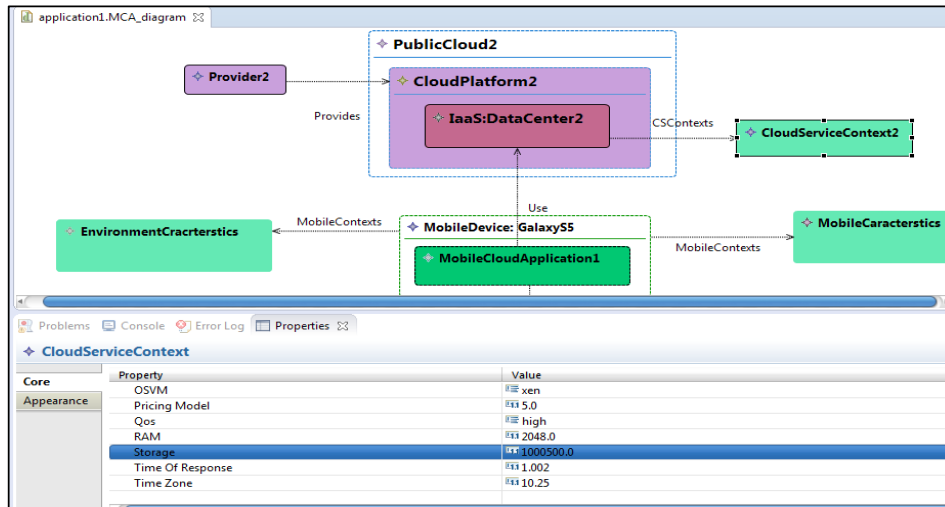 application1.MCA_diagram
PublicCloud2
Provider2
CloudPlatform2
Provides
IaaS:DataCenter2
CSContexts
CloudServiceContext2
Use
MobileContexts
EnvironmentCracrterstics
MobileDevice: GalaxyS5
MobileCaracterstics
MobileContexts
MobileCloudApplication1
Problems Console Error Log Properties
CloudServiceContext
Core
Appearance
Property Value
OSVM xen
Pricing Model 5.0
Qos high
RAM 2048.0
Storage 1000500.0
Time Of Response 1.002
Time Zone 10.25